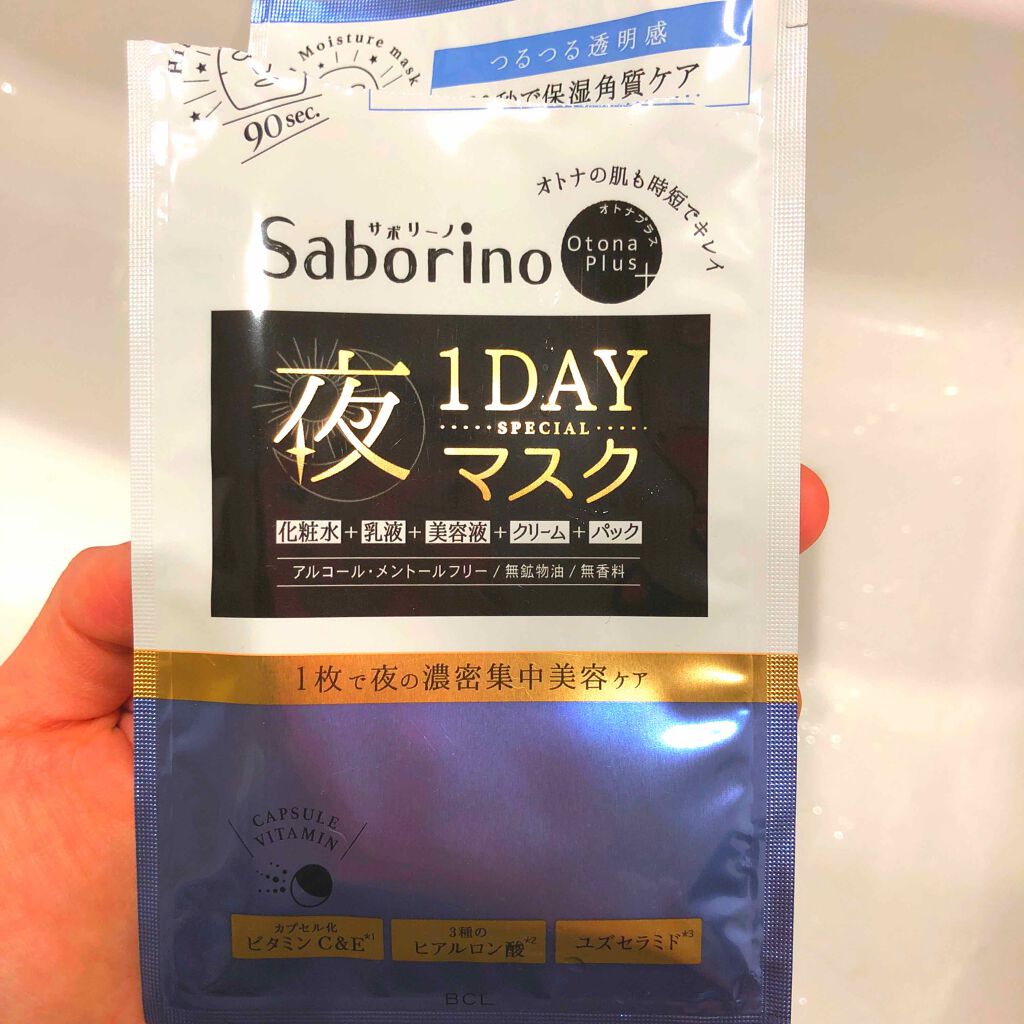 Moisture mask
90 sec.
つるつる透明感
秒で保湿角質ケア
オトナの肌も時短でキレイ
サボリーノ
Saborino
オトナプラス
Otona
Plus+
夜
1DAY
SPECIAL
マスク
化粧水+乳液+美容液+クリーム+パック
アルコール・メントールフリー/無鉱物油/無香料
1枚で夜の濃密集中美容ケア
CAPSULE
VITAMIN
カプセル化
ビタミンC&E*1
3種の
ヒアルロン酸*2
ユズセラミド*3
BCL